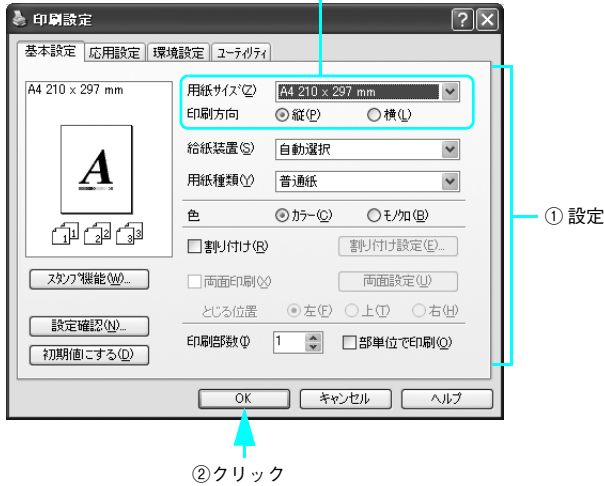 印刷設定
基本設定 応用設定 環境設定 ユーティリティ
A4 210 x 297 mm
用紙サイズ(Z) A4 210 x 297 mm
印刷方向 縦(P) 横(L)
給紙装置(S) 自動選択
用紙種類(Y) 普通紙
A
色 カラー(C) モノクロ(B)
① 設定
1 1 2 2 3 3
割り付け(R) 割り付け設定(E)...
スタンプ機能(W)...
両面印刷(X) 両面設定(U)
とじる位置 左(F) 上(T) 右(H)
設定確認(N)...
印刷部数(I) 1 部単位で印刷(O)
初期値にする(D)
OK キャンセル ヘルプ
②クリック